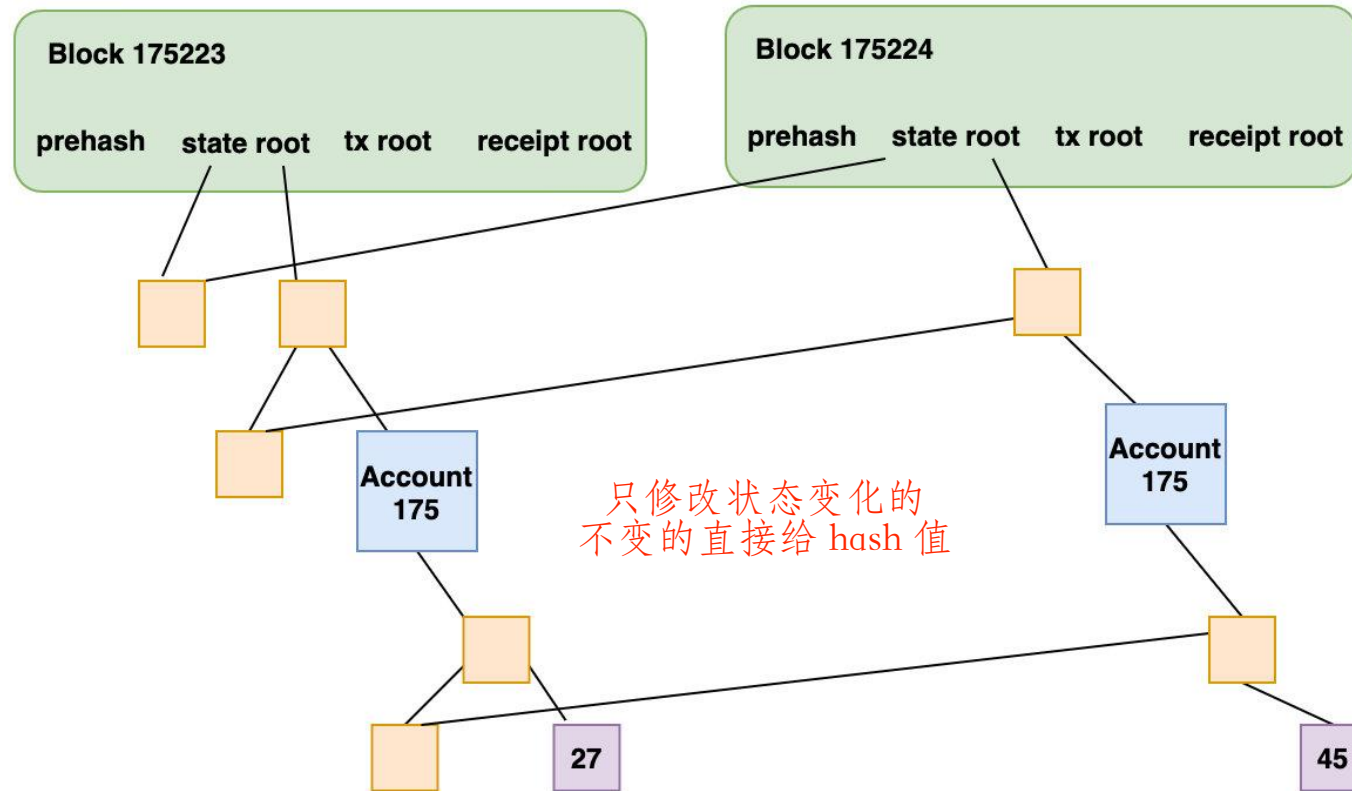 Block 175223
Block 175224
prehash state root tx root receipt root
prehash state root tx root receipt root
Account
175
Account
175
只修改状态变化的
不变的直接给 hash 值
27
45